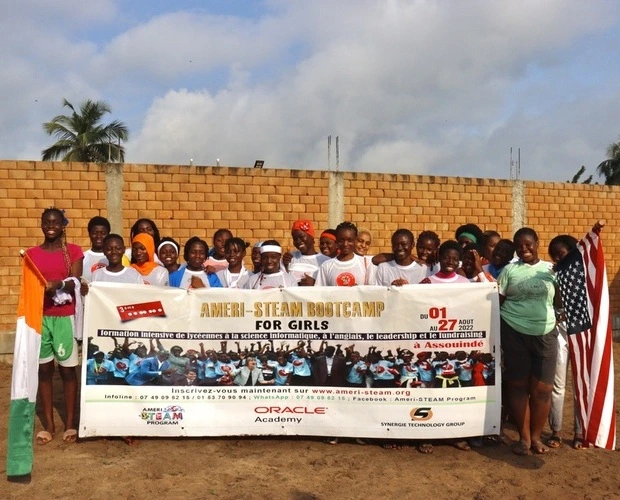 AMERI-STEAM BOOTCAMP
FOR GIRLS
DU 01
AU 27 AOUT
2022
formation intensive de lycéennes à la science informatique, à l'anglais, le leadership et le fundraising
à Assouindé
Inscrivez-vous maintenant sur www.ameri-steam.org
Infoline : 07 49 09 62 15 / 01 83 70 90 94 ; WhatsApp : 07 49 09 62 15 ; Facebook : Ameri-STEAM Program
AMERI
STEAM
PROGRAM
ORACLE
Academy
SYNERGIE TECHNOLOGY GROUP